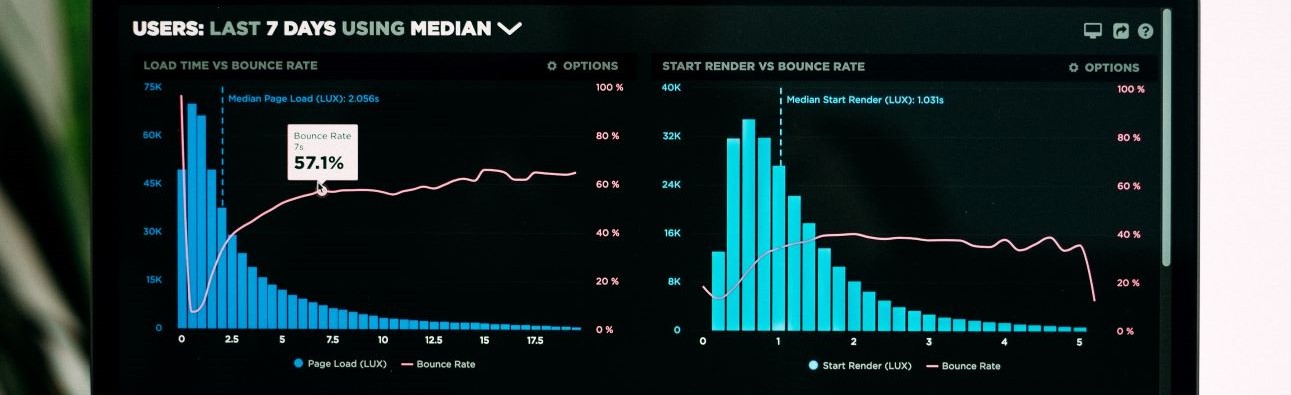 USERS: LAST 7 DAYS USING MEDIAN
LOAD TIME VS BOUNCE RATE
OPTIONS
75K
60K
45K
30K
15K
0
100 %
80 %
60 %
40 %
20 %
0 %
Median Page Load (LUX): 2.056s
Bounce Rate
7s
57.1%
0 2.5 5 7.5 10 12.5 15 17.5
Page Load (LUX) Bounce Rate
START RENDER VS BOUNCE RATE
OPTIONS
40K
32K
24K
16K
8K
0
100 %
80 %
60 %
40 %
20 %
0 %
Median Start Render (LUX): 1.031s
0 1 2 3 4 5
Start Render (LUX) Bounce Rate
?